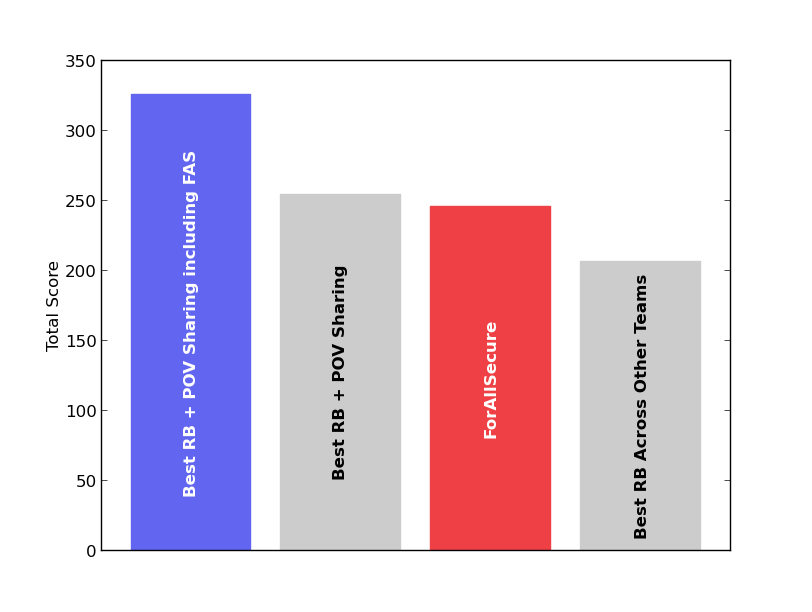 350
300
250
200
150
100
50
0
Total Score
Best RB + POV Sharing including FAS
Best RB + POV Sharing
ForAllSecure
Best RB Across Other Teams